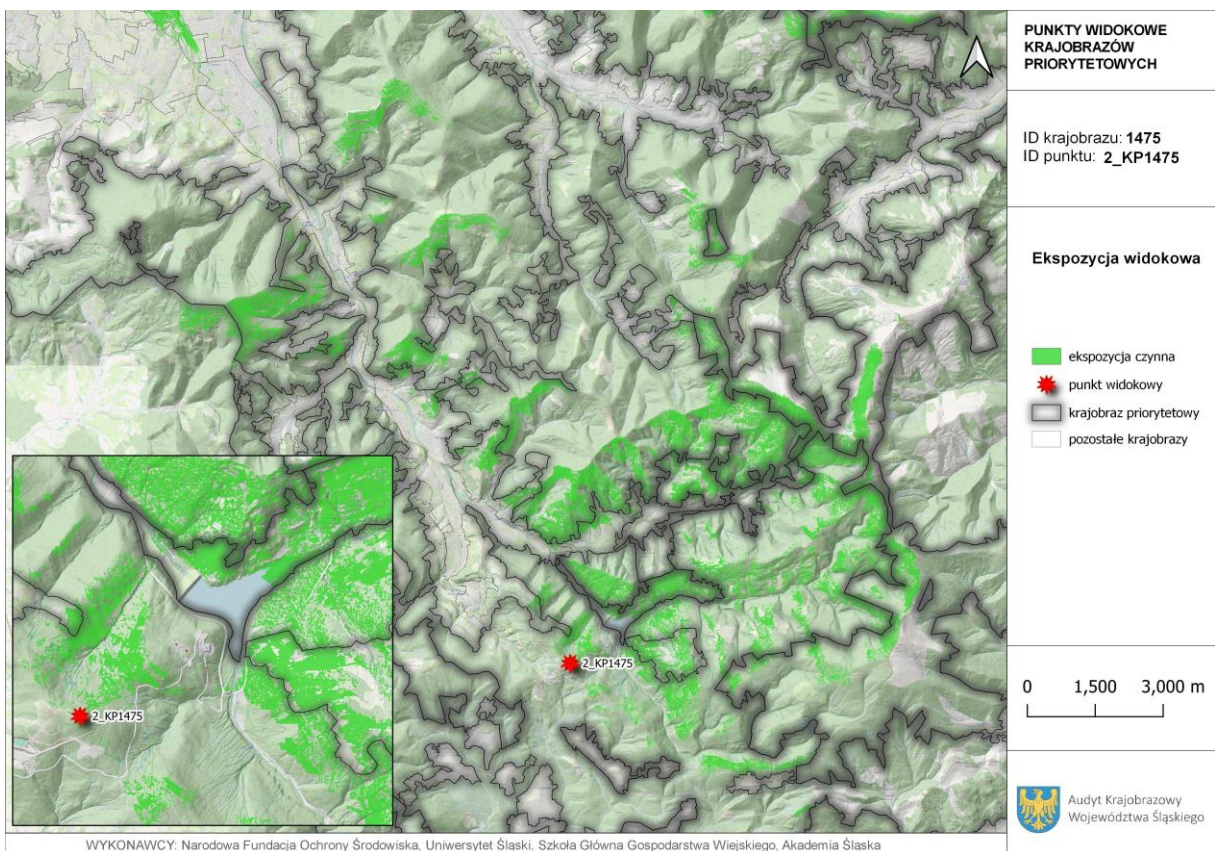 PUNKTY WIDOKOWE
KRAJOBRAZÓW
PRIORYTETOWYCH
ID krajobrazu: 1475
ID punktu: 2_KP1475
Ekspozycja widokowa
ekspozycja czynna
punkt widokowy
krajobraz priorytetowy
pozostałe krajobrazy
2_KP1475
2_KP1475
0 1,500 3,000 m
Audyt Krajobrazowy
Województwa Śląskiego
WYKONAWCY: Narodowa Fundacja Ochrony Środowiska, Uniwersytet Śląski, Szkoła Główna Gospodarstwa Wiejskiego, Akademia Śląska